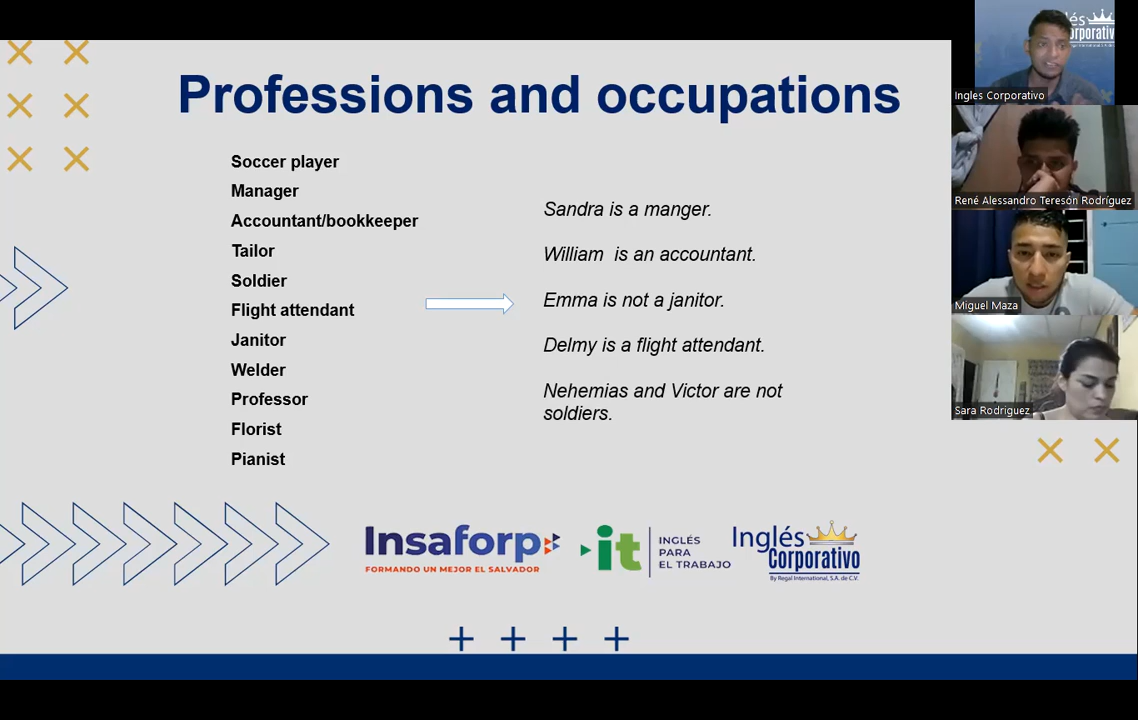 Professions and occupations
Soccer player
Manager
Accountant/bookkeeper
Tailor
Soldier
Flight attendant
Janitor
Welder
Professor
Florist
Pianist
Sandra is a manger.
William  is an accountant.
Emma is not a janitor.
Delmy is a flight attendant.
Nehemias and Victor are not
soldiers.
Insaforp
FORMANDO UN MEJOR EL SALVADOR
it
INGLÉS
PARA
EL TRABAJO
Inglés
Corporativo
By Regal International, S.A. de C.V.
Ingles Corporativo
René Alessandro Teresón Rodríguez
Miguel Maza
Sara Rodriguez